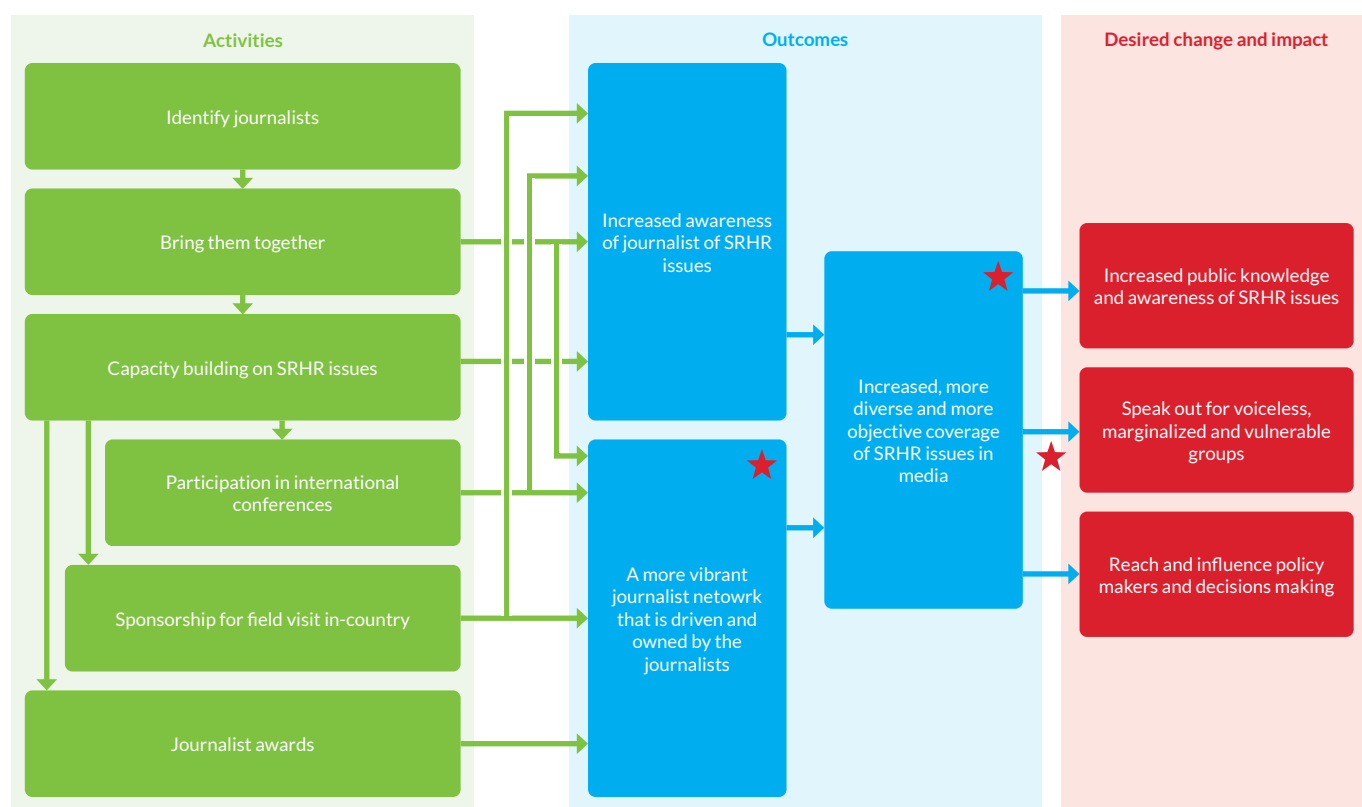 Activities
Identify journalists
Bring them together
Capacity building on SRHR issues
Participation in international
conferences
Sponsorship for field visit in-country
Journalist awards
Outcomes
Increased awareness
of journalist of SRHR
issues
A more vibrant
journalist netowrk
that is driven and
owned by the
journalists
Increased, more
diverse and more
objective coverage
of SRHR issues in
media
Desired change and impact
Increased public knowledge
and awareness of SRHR issues
Speak out for voiceless,
marginalized and vulnerable
groups
Reach and influence policy
makers and decisions making